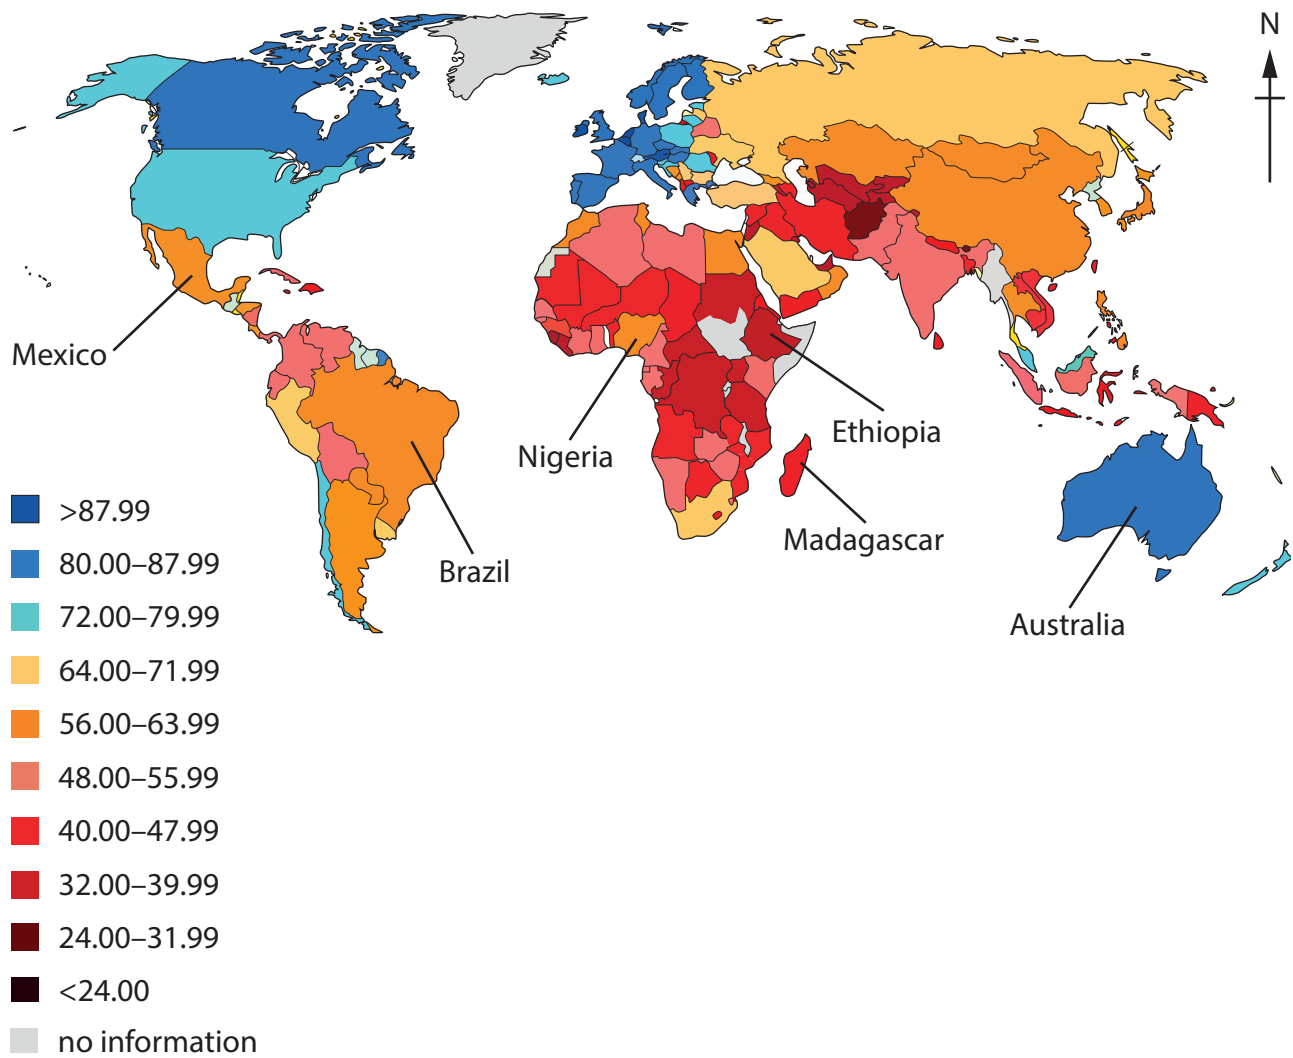 N
Mexico
Nigeria
Ethiopia
Madagascar
Brazil
Australia
>87.99
80.00–87.99
72.00–79.99
64.00–71.99
56.00–63.99
48.00–55.99
40.00–47.99
32.00–39.99
24.00–31.99
<24.00
no information